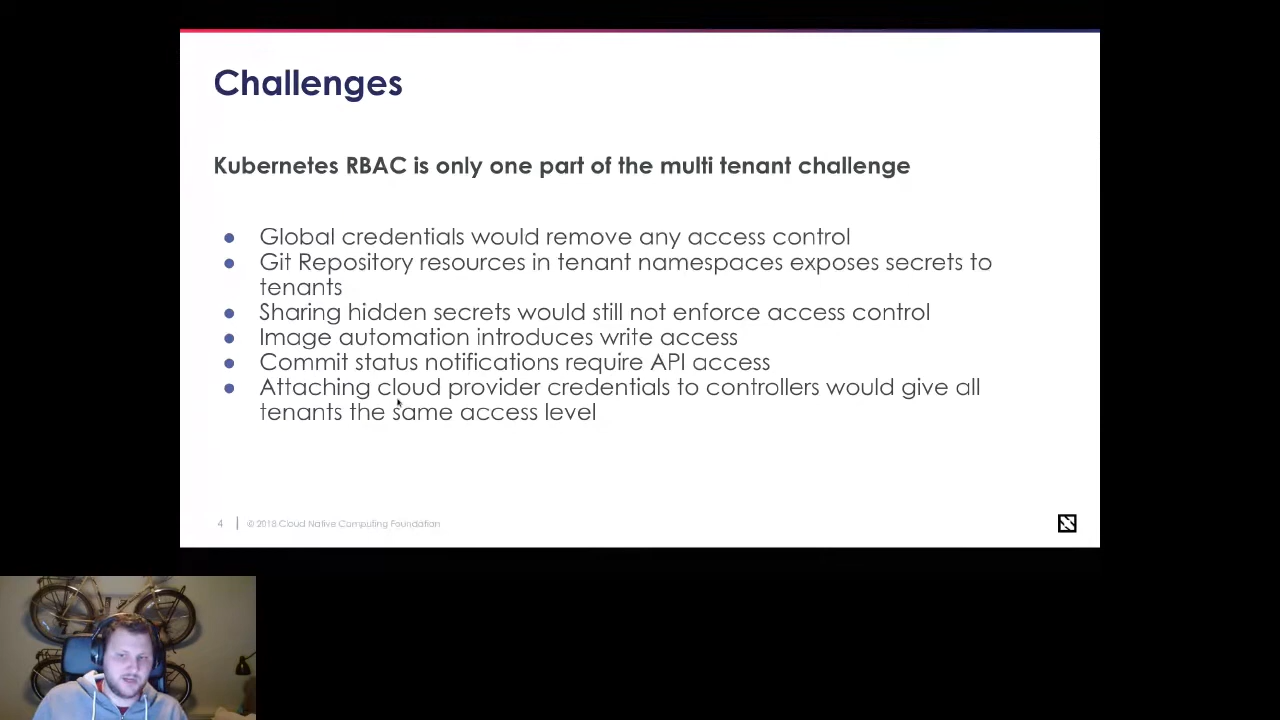 Challenges
Kubernetes RBAC is only one part of the multi tenant challenge
● Global credentials would remove any access control
● Git Repository resources in tenant namespaces exposes secrets to
tenants
● Sharing hidden secrets would still not enforce access control
● Image automation introduces write access
● Commit status notifications require API access
● Attaching cloud provider credentials to controllers would give all
tenants the same access level
4 | © 2018 Cloud Native Computing Foundation